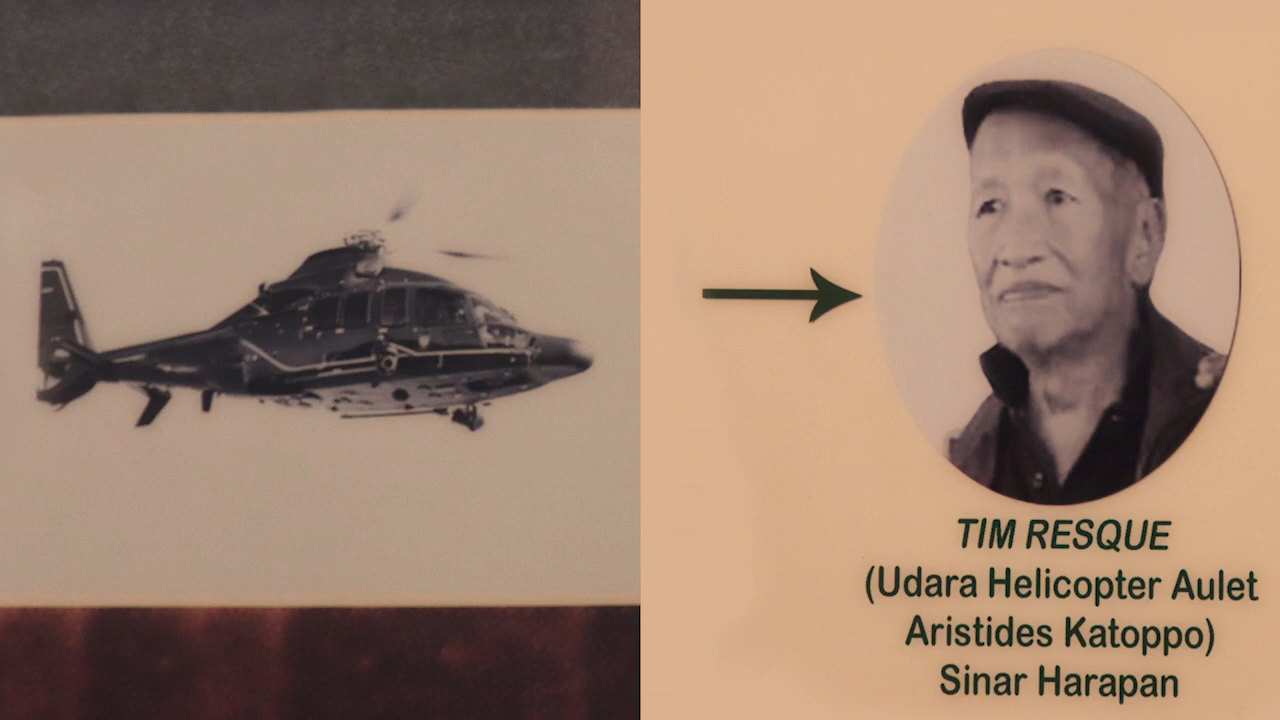 TIM RESQUE
(Udara Helicopter Aulet
Aristides Katoppo)
Sinar Harapan